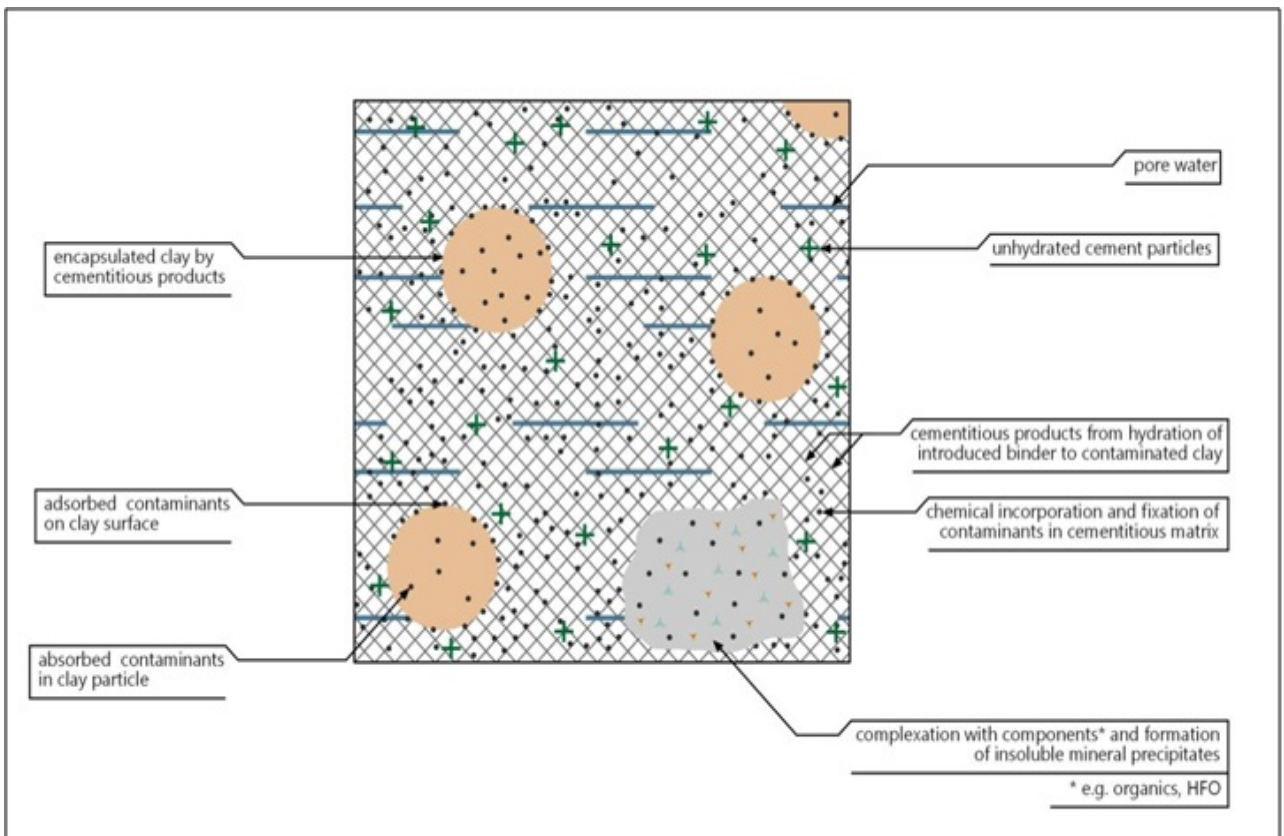 pore water
encapsulated clay by
cementitious products
unhydrated cement particles
cementitious products from hydration of
introduced binder to contaminated clay
adsorbed contaminants
on clay surface
chemical incorporation and fixation of
contaminants in cementitious matrix
absorbed contaminants
in clay particle
complexation with components* and formation
of insoluble mineral precipitates
* e.g. organics, HFO